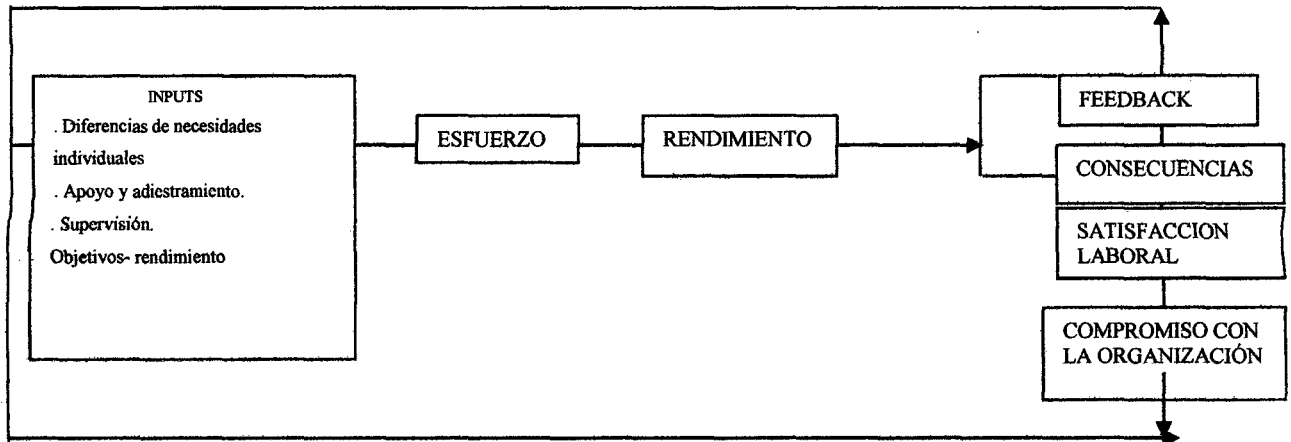 INPUTS
. Diferencias de necesidades
individuales
. Apoyo y adiestramiento.
. Supervisión.
Objetivos- rendimiento
ESFUERZO
RENDIMIENTO
FEEDBACK
CONSECUENCIAS
SATISFACCION
LABORAL
COMPROMISO CON
LA ORGANIZACIÓN